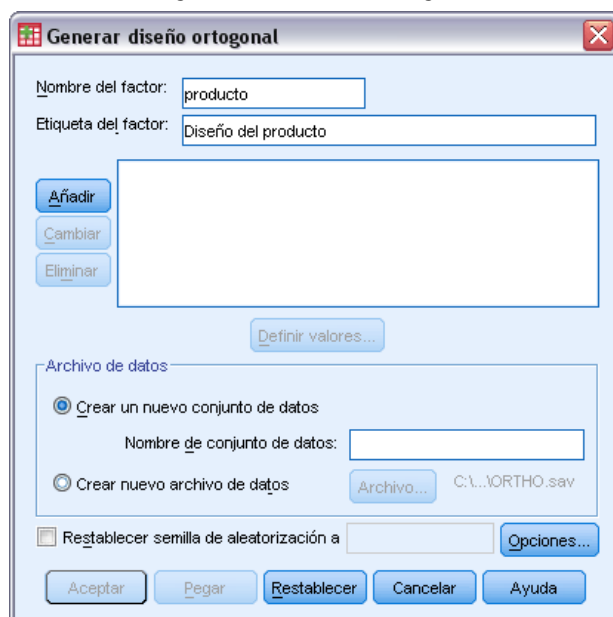 Generar diseño ortogonal
Nombre del factor: producto
Etiqueta del factor: Diseño del producto
Añadir
Cambiar
Eliminar
Definir valores...
Archivo de datos
Crear un nuevo conjunto de datos
Nombre de conjunto de datos:
Crear nuevo archivo de datos Archivo... C:\...\ORTHO.sav
Restablecer semilla de aleatorización a Opciones...
Aceptar Pegar Restablecer Cancelar Ayuda